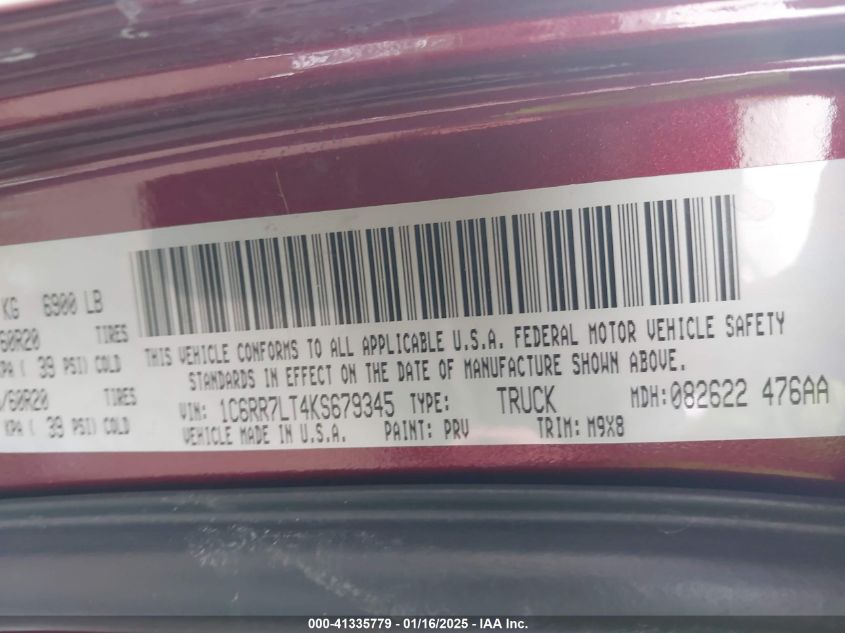 KG 6900 LB
60R20 TIRES
KPA ( 39 PSI) COLD
/60R20 TIRES
KPA ( 39 PSI) COLD
THIS VEHICLE CONFORMS TO ALL APPLICABLE U.S.A. FEDERAL MOTOR VEHICLE SAFETY
STANDARDS IN EFFECT ON THE DATE OF MANUFACTURE SHOWN ABOVE.
VIN: 1C6RR7LT4KS679345 TYPE: TRUCK MDH:082622 476AA
VEHICLE MADE IN U.S.A. PAINT: PRV TRIM: M9X8
000-41335779 - 01/16/2025 - IAA Inc.